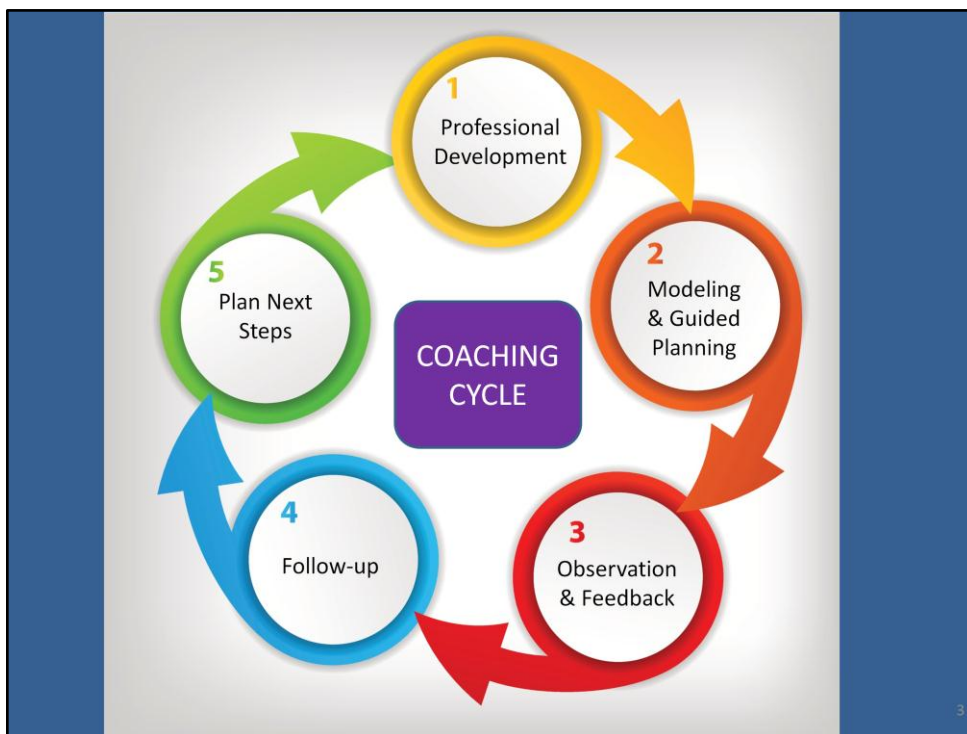 1
Professional
Development
2
Modeling
& Guided
Planning
3
Observation
& Feedback
4
Follow-up
5
Plan Next
Steps
COACHING
CYCLE
3